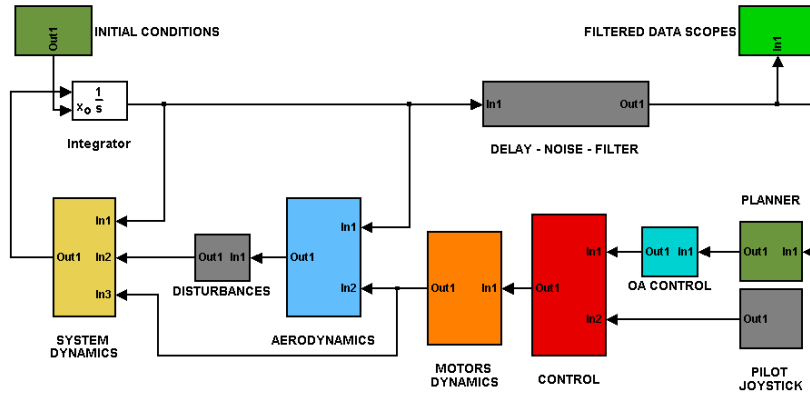 INITIAL CONDITIONS
FILTERED DATA SCOPES
Out1
In1
1
s
x o
Integrator
In1
Out1
DELAY - NOISE - FILTER
PLANNER
In1
In2
In3
Out1
SYSTEM
DYNAMICS
Out1
In1
DISTURBANCES
In1
In2
Out1
AERODYNAMICS
Out1
In1
MOTORS
DYNAMICS
In1
In2
Out1
CONTROL
Out1
In1
OA CONTROL
Out1
In1
Out1
PILOT
JOYSTICK